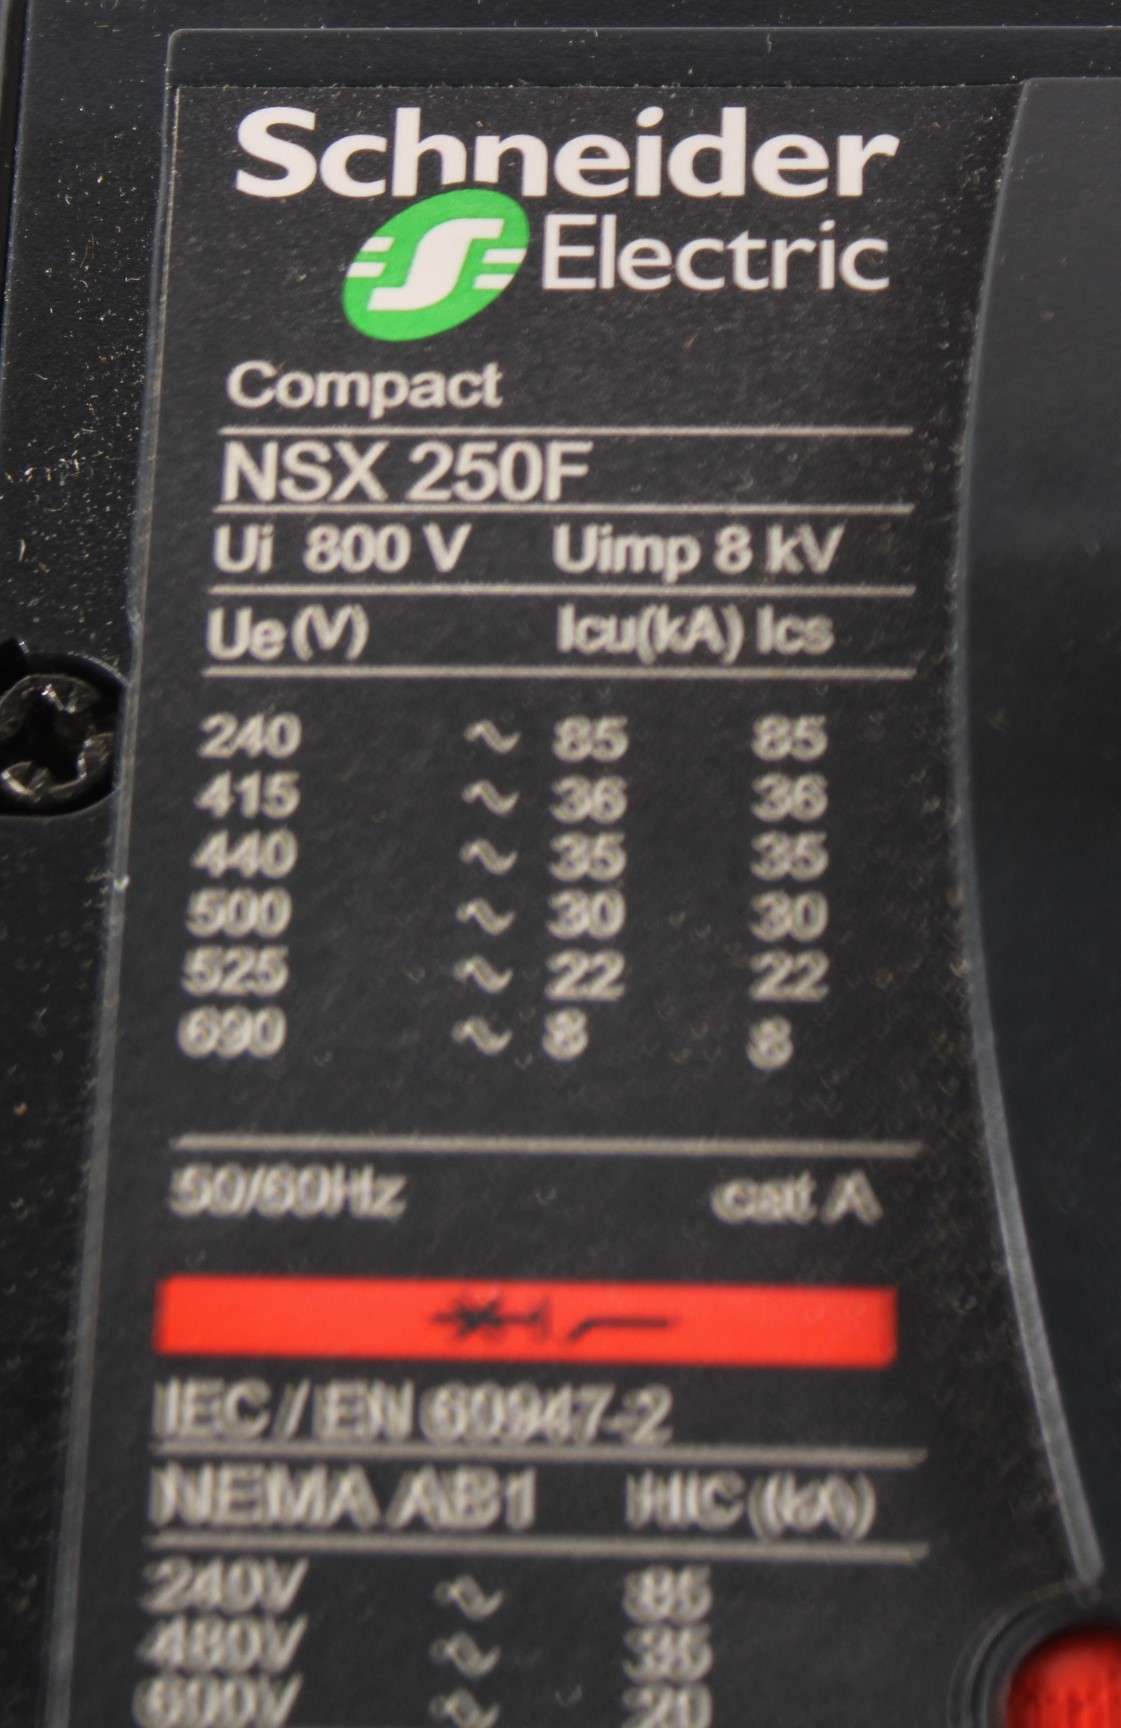 Schneider
Electric
Compact
NSX 250F
Ui 800 V Uimp 8 kV
Ue (V) Icu(kA) Ics
240 ~ 85 85
415 ~ 36 36
440 ~ 35 35
500 ~ 30 30
525 ~ 22 22
690 ~ 8 8
50/60Hz cat A
IEC / EN 60947-2
NEMA AB1 HIC (kA)
240V ~ 85
480V ~ 35
600V ~ 20